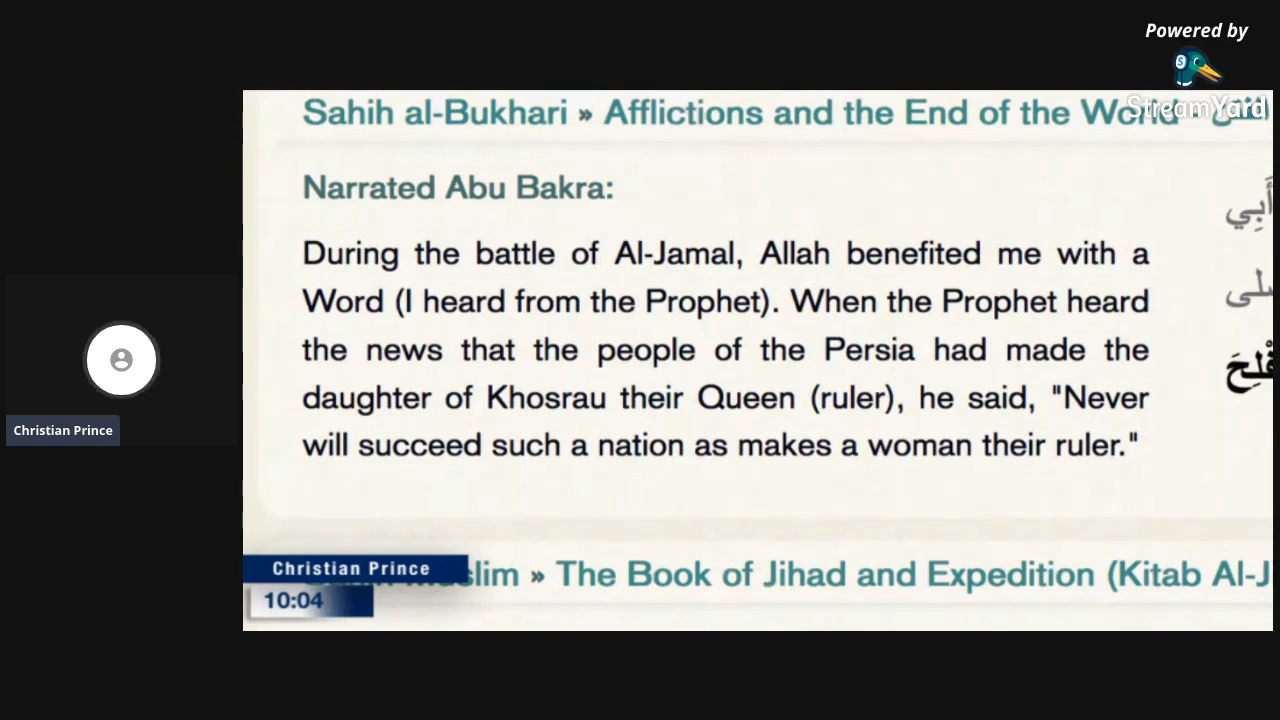 Powered by
StreamYard
Sahih al-Bukhari » Afflictions and the End of the World
Narrated Abu Bakra:
During the battle of Al-Jamal, Allah benefited me with a
Word (I heard from the Prophet). When the Prophet heard
the news that the people of the Persia had made the
daughter of Khosrau their Queen (ruler), he said, "Never
will succeed such a nation as makes a woman their ruler."
Christian Prince
Christian Prince
» The Book of Jihad and Expedition (Kitab Al-J
10:04